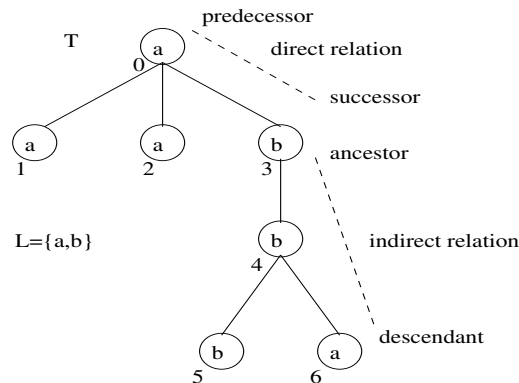 predecessor
T
a
direct relation
0
successor
a
a
b
ancestor
1
2
3
L={a,b}
b
indirect relation
4
descendant
b
a
5
6